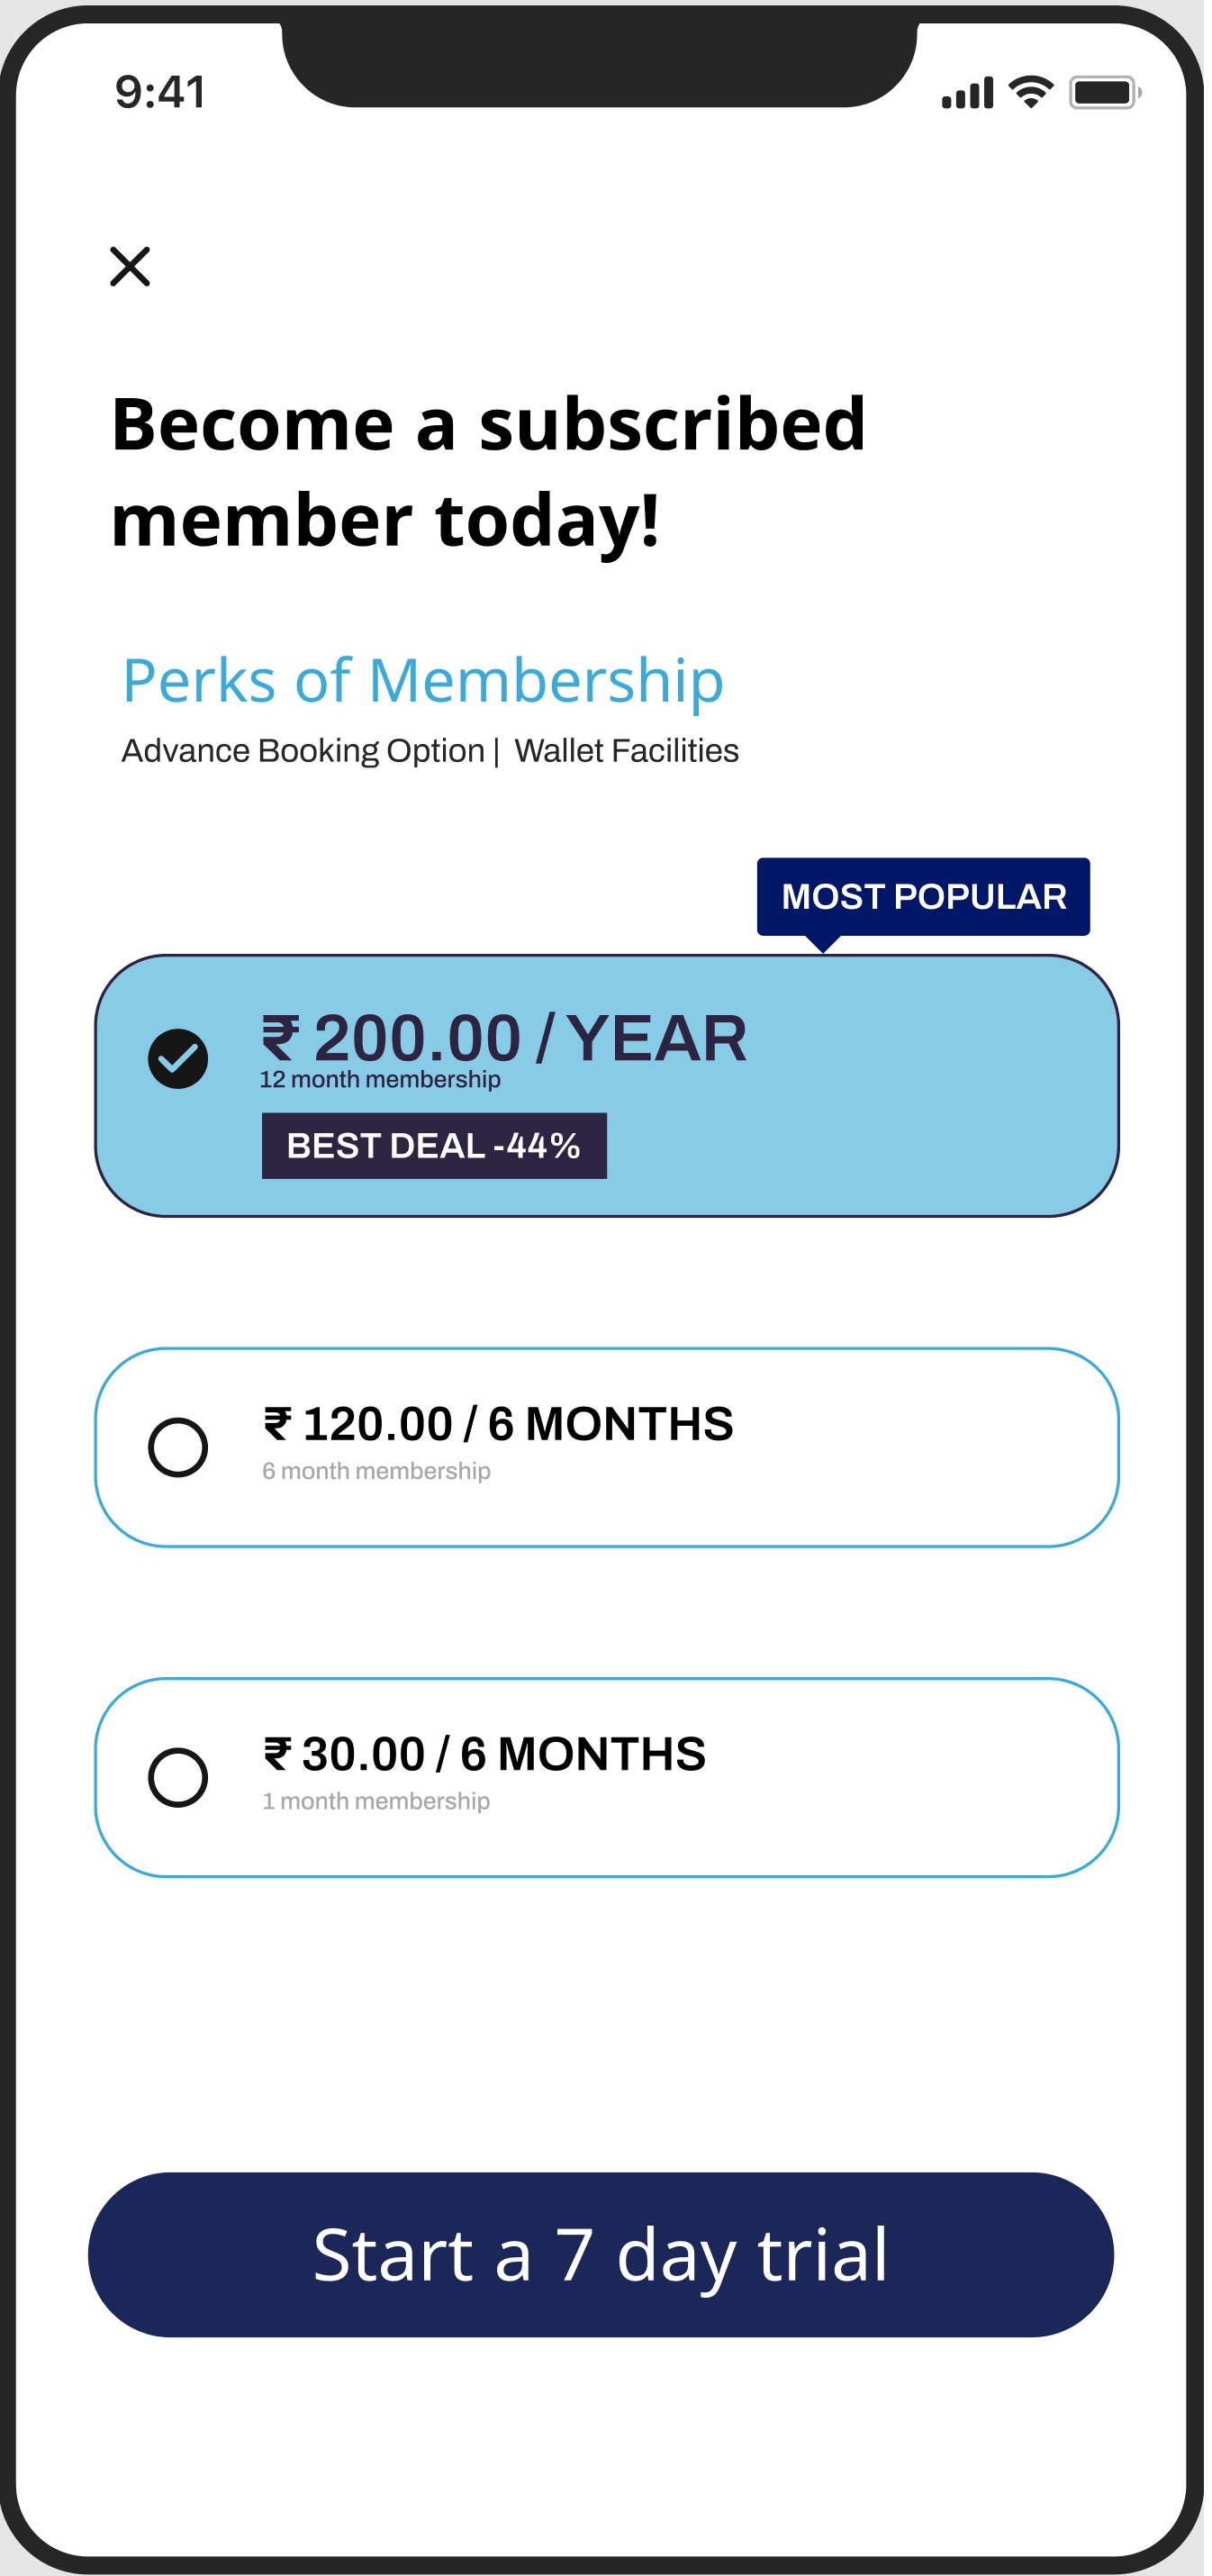 9:41
Become a subscribed
member today!
Perks of Membership
Advance Booking Option | Wallet Facilities
MOST POPULAR
₹ 200.00 / YEAR
12 month membership
BEST DEAL -44%
₹ 120.00 / 6 MONTHS
6 month membership
₹ 30.00 / 6 MONTHS
1 month membership
Start a 7 day trial